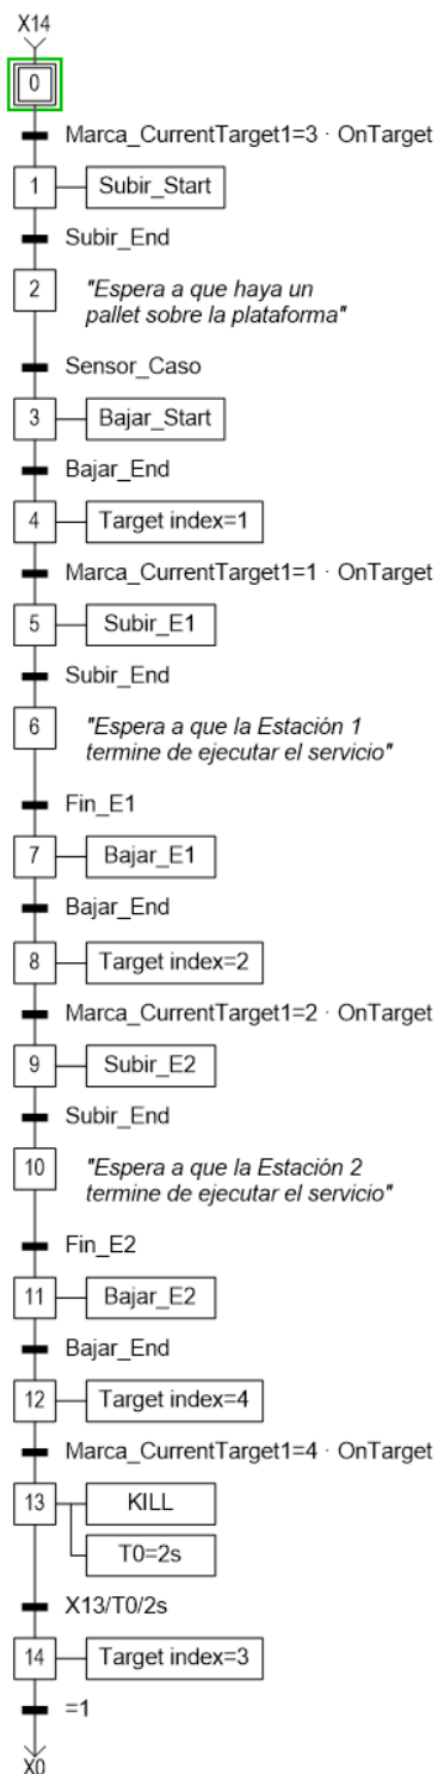 X14
0
Marca_CurrentTarget1=3 · OnTarget
1 Subir_Start
Subir_End
2 "Espera a que haya un
pallet sobre la plataforma"
Sensor_Caso
3 Bajar_Start
Bajar_End
4 Target index=1
Marca_CurrentTarget1=1 · OnTarget
5 Subir_E1
Subir_End
6 "Espera a que la Estación 1
termine de ejecutar el servicio"
Fin_E1
7 Bajar_E1
Bajar_End
8 Target index=2
Marca_CurrentTarget1=2 · OnTarget
9 Subir_E2
Subir_End
10 "Espera a que la Estación 2
termine de ejecutar el servicio"
Fin_E2
11 Bajar_E2
Bajar_End
12 Target index=4
Marca_CurrentTarget1=4 · OnTarget
13 KILL
T0=2s
X13/T0/2s
14 Target index=3
=1
X0